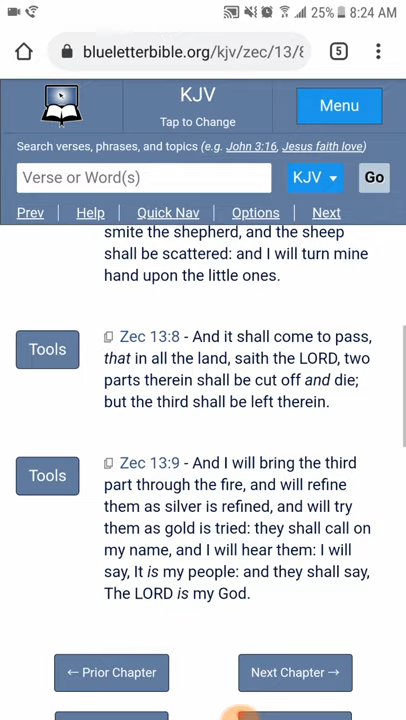 25% 8:24 AM
blueletterbible.org/kjv/zec/13/8
5
KJV
Tap to Change
Menu
Search verses, phrases, and topics (e.g. John 3:16, Jesus faith love)
Verse or Word(s)
KJV
Go
Prev | Help | Quick Nav | Options | Next
smite the shepherd, and the sheep
shall be scattered: and I will turn mine
hand upon the little ones.
Tools
Zec 13:8 - And it shall come to pass,
that in all the land, saith the LORD, two
parts therein shall be cut off and die;
but the third shall be left therein.
Tools
Zec 13:9 - And I will bring the third
part through the fire, and will refine
them as silver is refined, and will try
them as gold is tried: they shall call on
my name, and I will hear them: I will
say, It is my people: and they shall say,
The LORD is my God.
← Prior Chapter
Next Chapter →